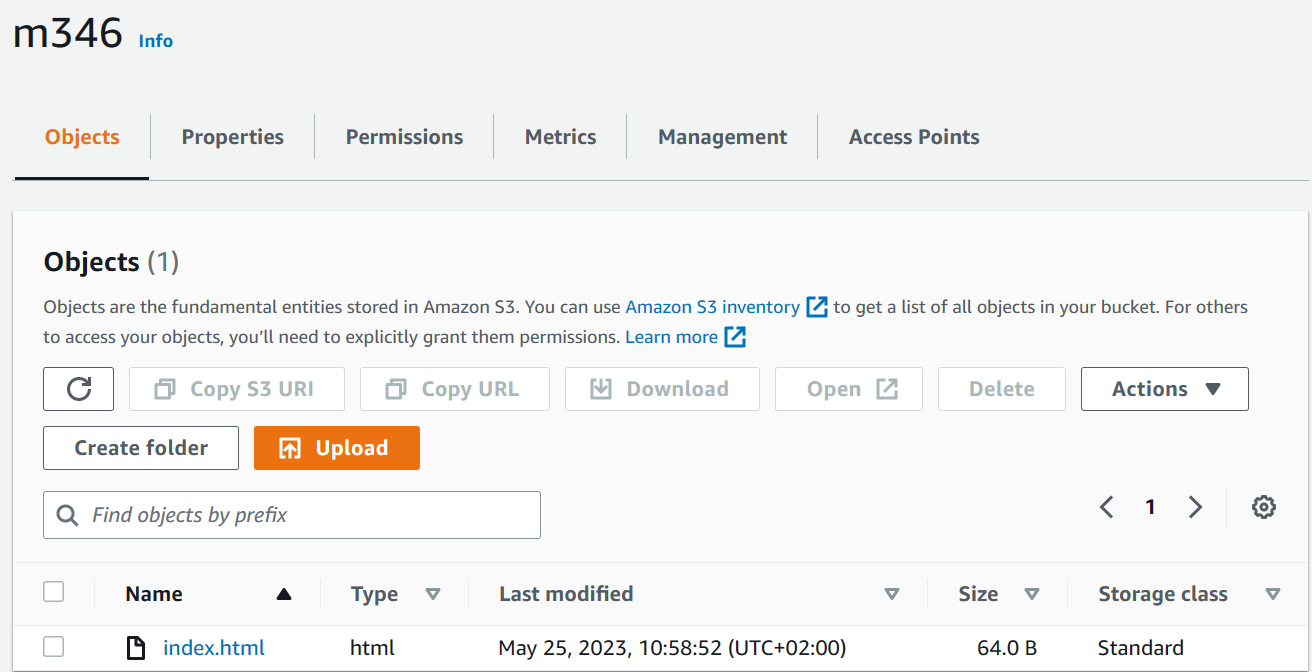 m346 Info
Objects Properties Permissions Metrics Management Access Points
Objects (1)
Objects are the fundamental entities stored in Amazon S3. You can use Amazon S3 inventory to get a list of all objects in your bucket. For others
to access your objects, you’ll need to explicitly grant them permissions. Learn more
Copy S3 URI Copy URL Download Open Delete Actions
Create folder Upload
Find objects by prefix
1
Name Type Last modified Size Storage class
index.html html May 25, 2023, 10:58:52 (UTC+02:00) 64.0 B Standard